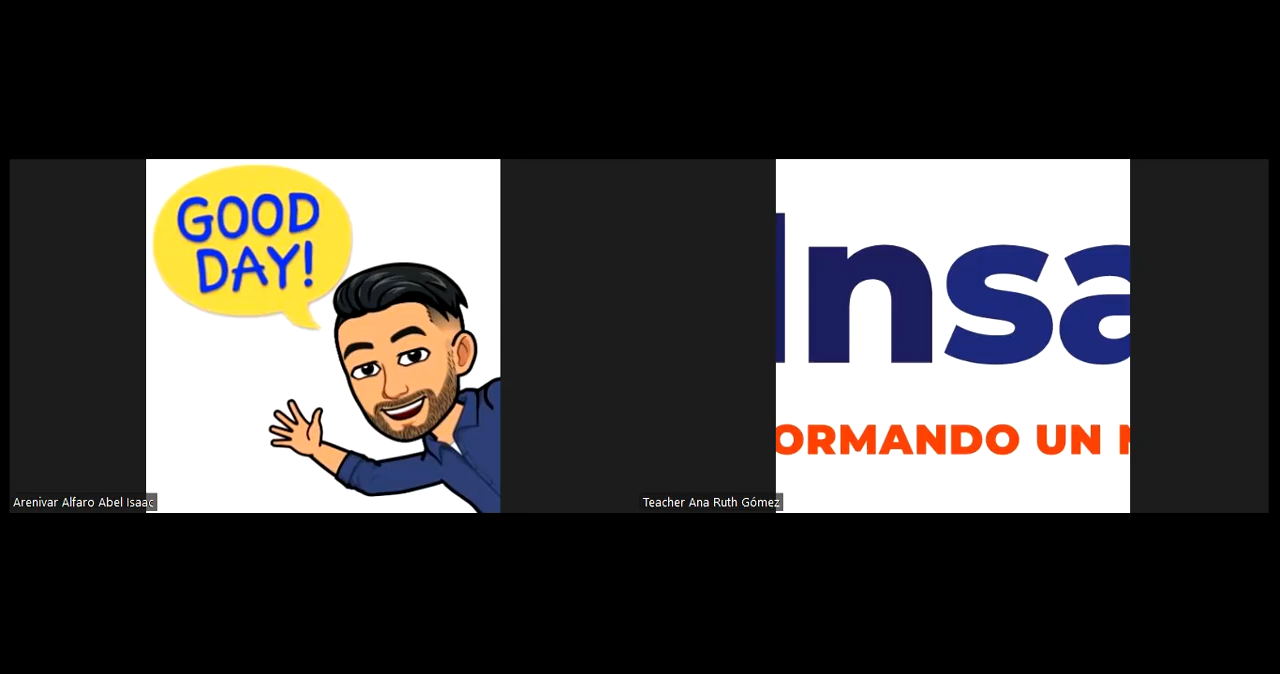 GOOD
DAY!
Insa
ORMANDO UN
Arenivar Alfaro Abel Isaac
Teacher Ana Ruth Gómez